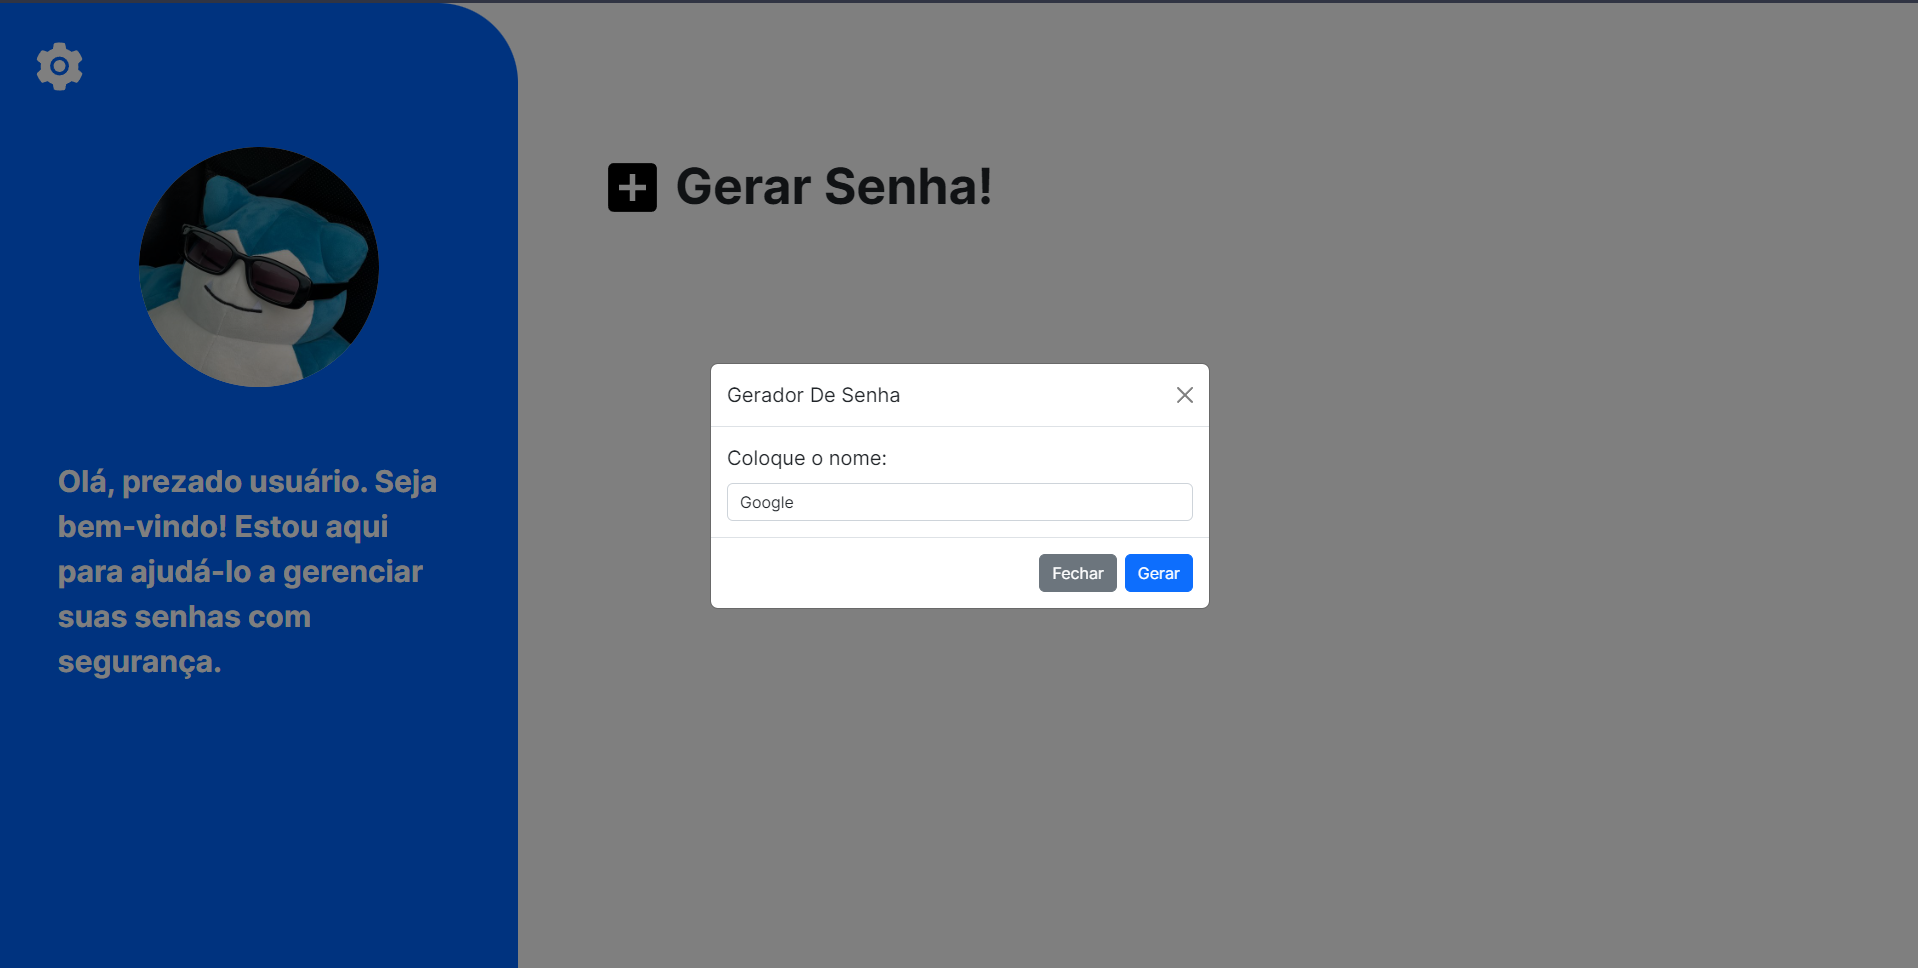 Gerar Senha!
Gerador De Senha
Coloque o nome:
Google
Fechar
Gerar
Olá, prezado usuário. Seja
bem-vindo! Estou aqui
para ajudá-lo a gerenciar
suas senhas com
segurança.